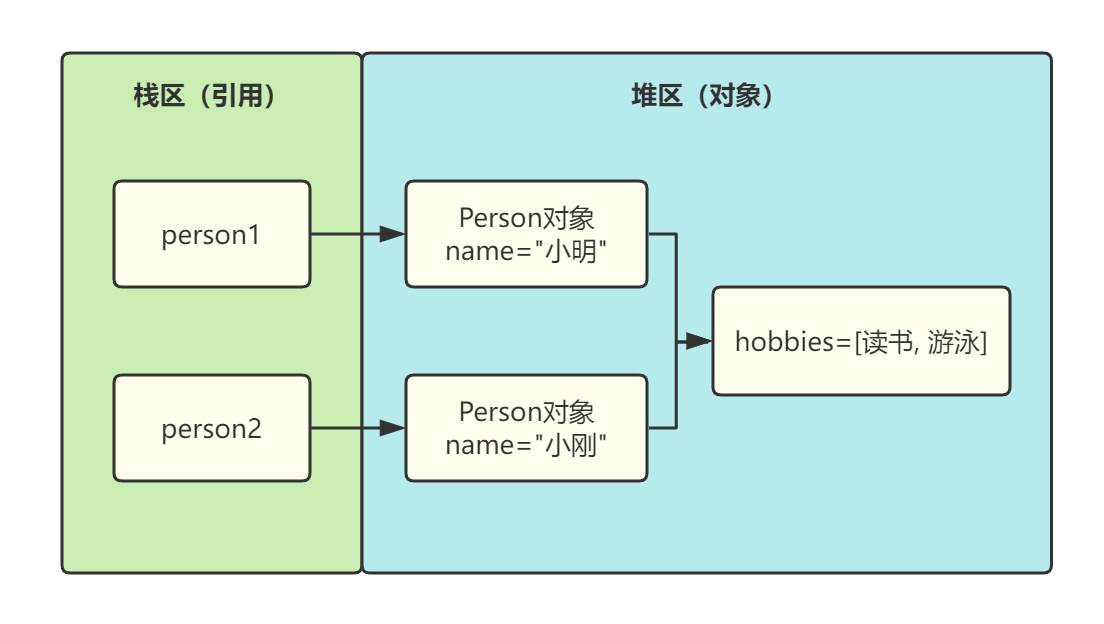 栈区（引用）
堆区（对象）
person1
Person对象
name="小明"
hobbies=[读书, 游泳]
person2
Person对象
name="小刚"